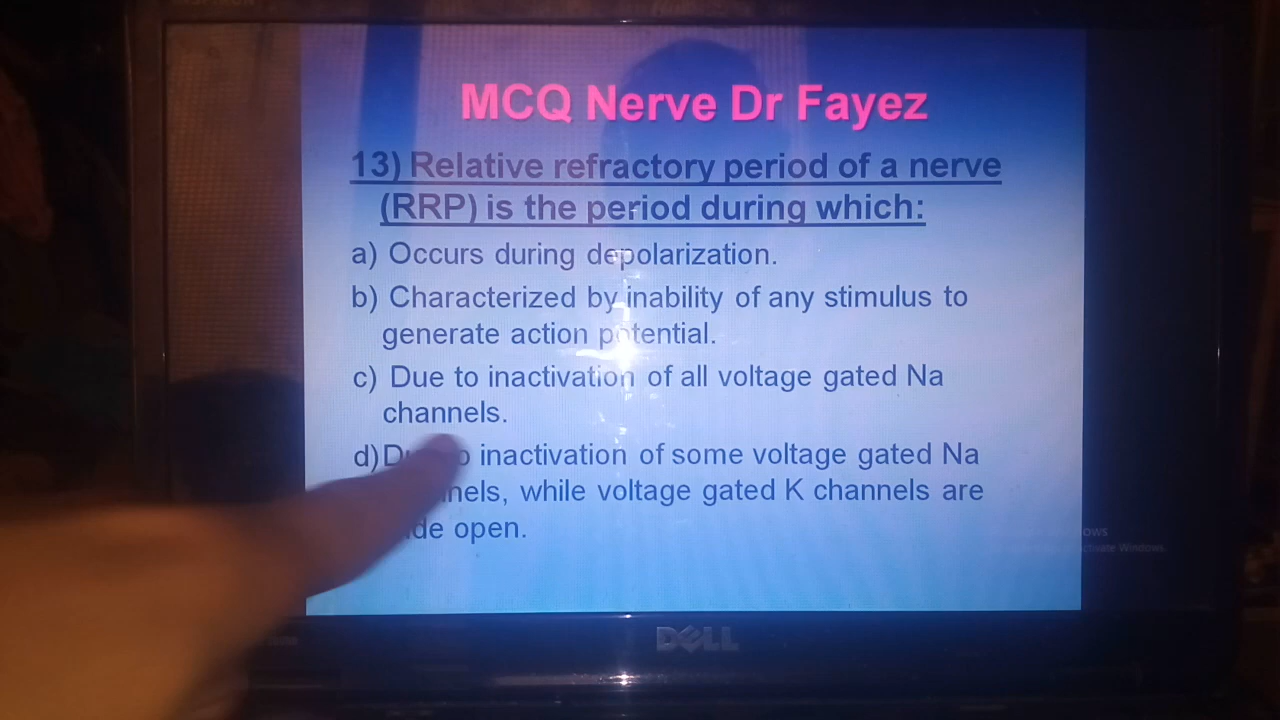 MCQ Nerve Dr Fayez
13) Relative refractory period of a nerve
(RRP) is the period during which:
a) Occurs during depolarization.
b) Characterized by inability of any stimulus to
generate action potential.
c) Due to inactivation of all voltage gated Na
channels.
d) inactivation of some voltage gated Na
while voltage gated K channels are
open.
DELL